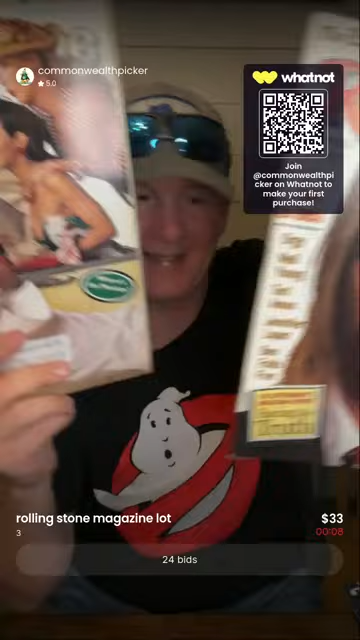 commonwealthpicker
5.0
whatnot
Join
@commonwealthpi
cker on Whatnot to
make your first
purchase!
rolling stone magazine lot
$33
3
00:08
24 bids